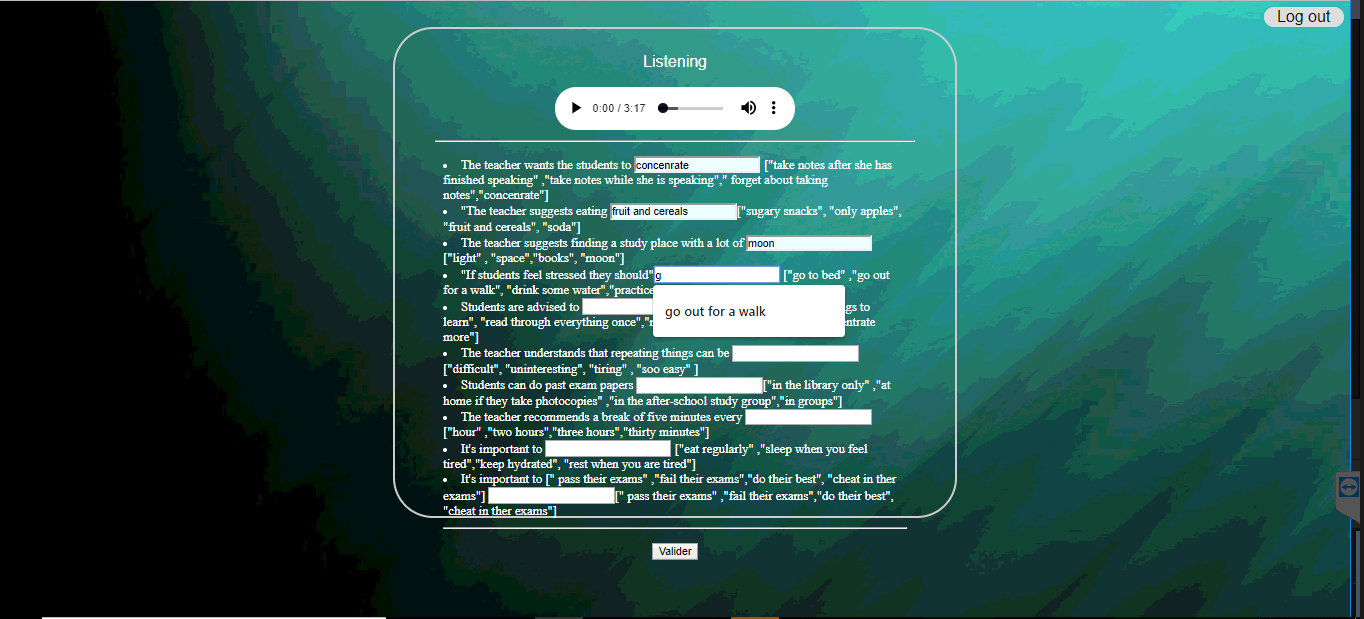 Log out
Listening
0:00 / 3:17
The teacher wants the students to concenrate ["take notes after she has
finished speaking" ,"take notes while she is speaking"," forget about taking
notes","concenrate"]
"The teacher suggests eating fruit and cereals ["sugary snacks", "only apples",
"fruit and cereals", "soda"]
The teacher suggests finding a study place with a lot of moon
["light" , "space","books", "moon"]
"If students feel stressed they should" g ["go to bed" ,"go out
for a walk", "drink some water","practice
go out for a walk
Students are advised to gs to
learn", "read through everything once", entrate
more"]
The teacher understands that repeating things can be
["difficult", "uninteresting", "tiring" , "soo easy" ]
Students can do past exam papers ["in the library only" ,"at
home if they take photocopies" ,"in the after-school study group","in groups"]
The teacher recommends a break of five minutes every
["hour" ,"two hours","three hours","thirty minutes"]
It's important to ["eat regularly" ,"sleep when you feel
tired","keep hydrated", "rest when you are tired"]
It's important to [" pass their exams" ,"fail their exams","do their best", "cheat in ther
exams"] [" pass their exams" ,"fail their exams","do their best",
"cheat in ther exams"]
Valider